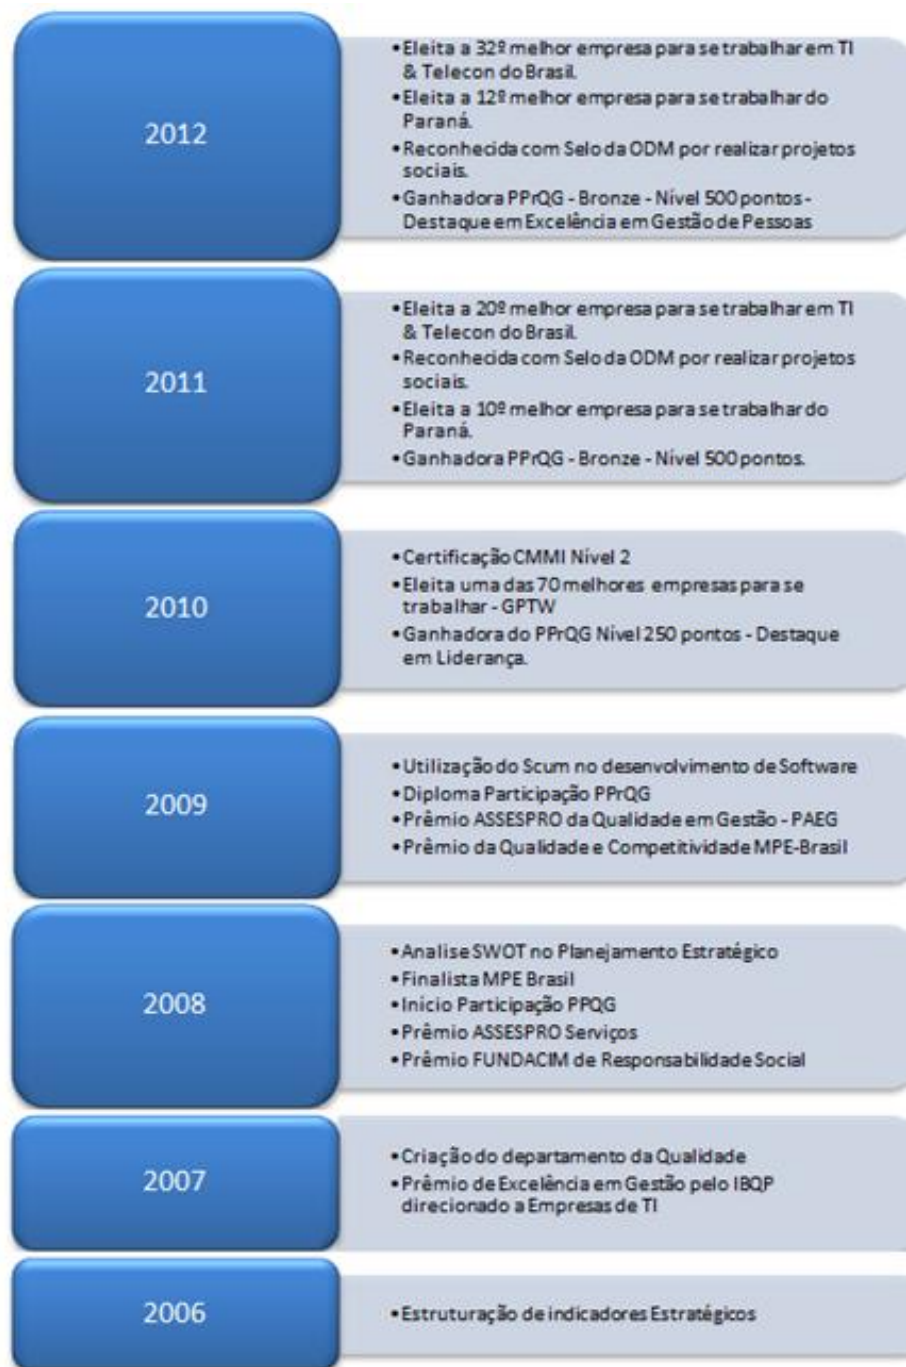 2012
•Eleita a 32º melhor empresa para se trabalhar em TI
& Telecon do Brasil.
•Eleita a 12º melhor empresa para se trabalhar do
Paraná.
•Reconhecida com Selo da ODM por realizar projetos
sociais.
•Ganhadora PPrQG - Bronze - Nível 500 pontos -
Destaque em Excelência em Gestão de Pessoas
2011
•Eleita a 20º melhor empresa para se trabalhar em TI
& Telecon do Brasil.
•Reconhecida com Selo da ODM por realizar projetos
sociais.
•Eleita a 10º melhor empresa para se trabalhar do
Paraná.
•Ganhadora PPrQG - Bronze - Nível 500 pontos.
2010
•Certificação CMMI Nível 2
•Eleita uma das 70 melhores empresas para se
trabalhar - GPTW
•Ganhadora do PPrQG Nível 250 pontos - Destaque
em Liderança.
2009
•Utilização do Scum no desenvolvimento de Software
•Diploma Participação PPrQG
•Prêmio ASSESPRO da Qualidade em Gestão - PAEG
•Prêmio da Qualidade e Competitividade MPE-Brasil
2008
•Analise SWOT no Planejamento Estratégico
•Finalista MPE Brasil
•Inicio Participação PPQG
•Prêmio ASSESPRO Serviços
•Prêmio FUNDACIM de Responsabilidade Social
2007
•Criação do departamento da Qualidade
•Prêmio de Excelência em Gestão pelo IBQP
direcionado a Empresas de TI
2006
•Estruturação de indicadores Estratégicos